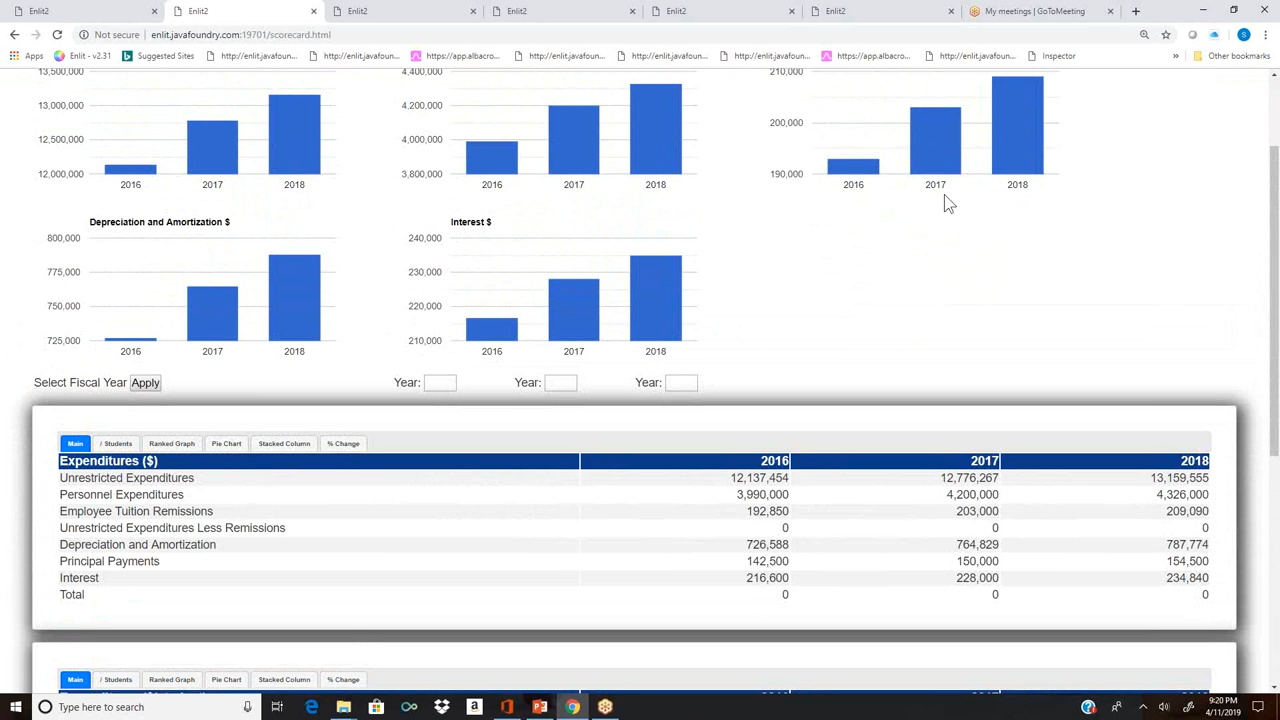 Enlit2 Enlit2 Enlit2 Enlit2 Enlit2 Enlit2 My meetings | GoToMeeting
Not secure | enlit.javafoundry.com:19701/scorecard.html
Apps Enlit - v2.31 Suggested Sites http://enlit.javafoun... http://enlit.javafoun... https://app.albacro... http://enlit.javafoun... http://enlit.javafoun... https://app.albacro... http://enlit.javafoun... Inspector » Other bookmarks
13,500,000 4,400,000 210,000
13,000,000 4,200,000
200,000
12,500,000 4,000,000
12,000,000 3,800,000 190,000
2016 2017 2018 2016 2017 2018 2016 2017 2018
Depreciation and Amortization $ Interest $
800,000 240,000
775,000 230,000
750,000 220,000
725,000 210,000
2016 2017 2018 2016 2017 2018
Select Fiscal Year Apply Year: Year: Year:
Main / Students Ranked Graph Pie Chart Stacked Column % Change
Expenditures ($) 2016 2017 2018
Unrestricted Expenditures 12,137,454 12,776,267 13,159,555
Personnel Expenditures 3,990,000 4,200,000 4,326,000
Employee Tuition Remissions 192,850 203,000 209,090
Unrestricted Expenditures Less Remissions 0 0 0
Depreciation and Amortization 726,588 764,829 787,774
Principal Payments 142,500 150,000 154,500
Interest 216,600 228,000 234,840
Total 0 0 0
Main / Students Ranked Graph Pie Chart Stacked Column % Change
Type here to search
9:20 PM
4/11/2019